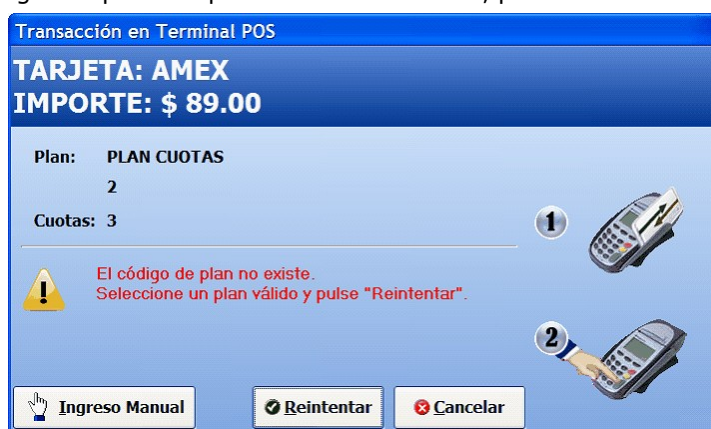 Transacción en Terminal POS
TARJETA: AMEX
IMPORTE: $ 89.00
Plan: PLAN CUOTAS
2
Cuotas: 3
El código de plan no existe.
Seleccione un plan válido y pulse "Reintentar".
1
2
Ingreso Manual
Reintentar
Cancelar